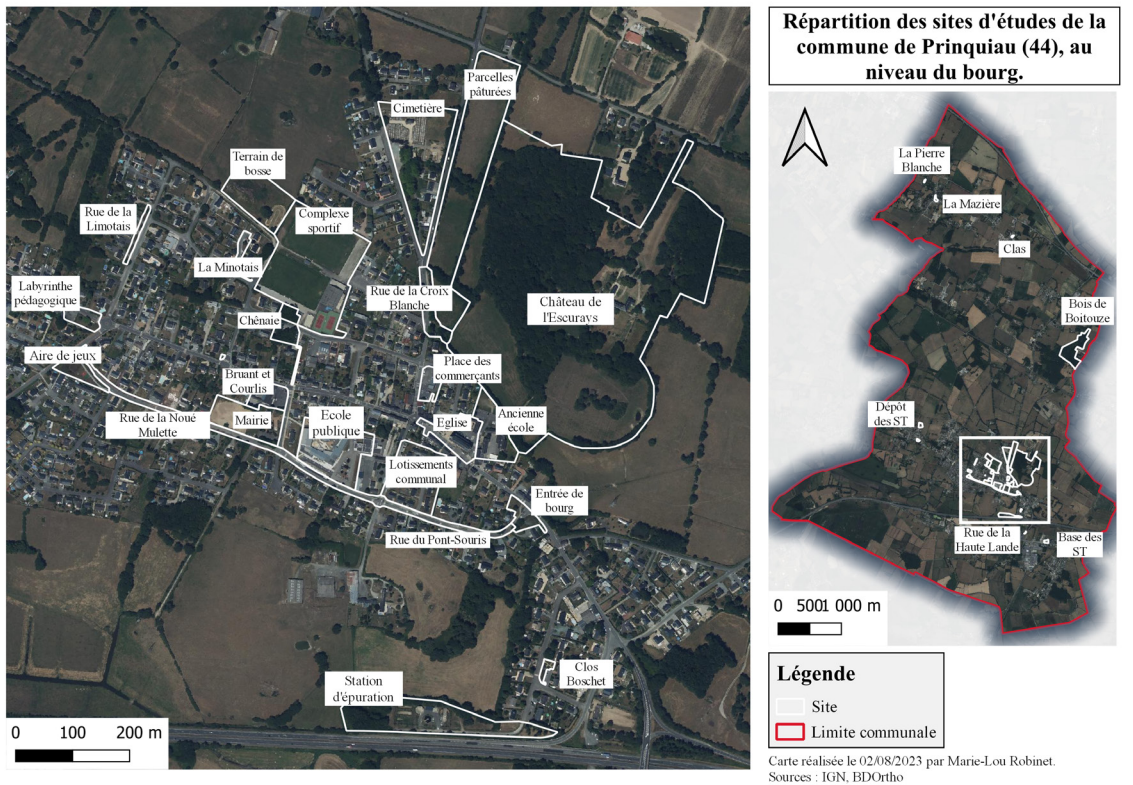 Répartition des sites d'études de la
commune de Prinquiau (44), au
niveau du bourg.
Parcelles
pâturées
Cimetière
Terrain de
bosse
Rue de la
Limotais
Complexe
sportif
La Minotais
Labyrinthe
pédagogique
Rue de la Croix
Blanche
Château de
l'Escurays
Chênaie
Aire de jeux
Bruant et
Courlis
Place des
commerçants
Rue de la Noué
Mulette
Mairie
Ecole
publique
Eglise
Ancienne
école
Lotissements
communal
Entrée de
bourg
Rue du Pont-Souris
Clos
Boschet
Station
d'épuration
0 100 200 m
La Pierre
Blanche
La Mazière
Clas
Bois de
Boitouze
Dépôt
des ST
Rue de la
Haute Lande
Base des
ST
0 500 1 000 m
Légende
Site
Limite communale
Carte réalisée le 02/08/2023 par Marie-Lou Robinet.
Sources : IGN, BDOrtho